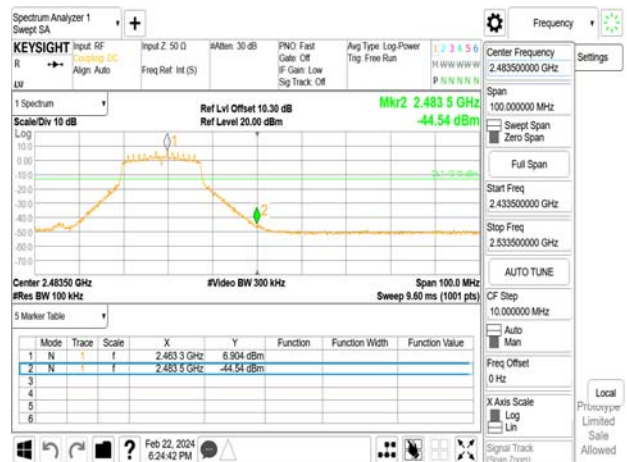 Spectrum Analyzer 1
Swept SA
Frequency
KEYSIGHT
Input: RF
Coupling: DC
Align: Auto
Input Z: 50 Ω
Freq Ref: Int (S)
#Atten: 30 dB
PNO: Fast
Gate: Off
IF Gain: Low
Sig Track: Off
Avg Type: Log-Power
Trig: Free Run
1 2 3 4 5 6
M W W W W W
P N N N N N
R
Center Frequency
2.483500000 GHz
Settings
1 Spectrum
Scale/Div 10 dB
Ref Lvl Offset 10.30 dB
Ref Level 20.00 dBm
Mkr2 2.483 5 GHz
-44.54 dBm
Log
10.0
0.00
-10.0
-20.0
-30.0
-40.0
-50.0
-60.0
-70.0
1
2
Span
100.000000 MHz
Swept Span
Zero Span
Full Span
Start Freq
2.433500000 GHz
Stop Freq
2.533500000 GHz
AUTO TUNE
Center 2.48350 GHz
#Res BW 100 kHz
#Video BW 300 kHz
Span 100.0 MHz
Sweep 9.60 ms (1001 pts)
CF Step
10.000000 MHz
Auto
Man
Freq Offset
0 Hz
X Axis Scale
Log
Lin
Signal Track
(Span Zoom)
5 Marker Table
Mode Trace Scale X Y Function Function Width Function Value
1 N 1 f 2.463 3 GHz 6.904 dBm
2 N 1 f 2.483 5 GHz -44.54 dBm
3
4
5
6
Local
Prototype
Limited
Sale
Allowed
?
Feb 22, 2024
6:24:42 PM